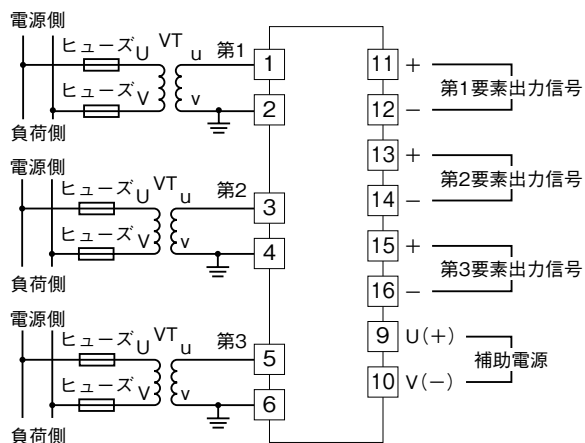 電源側
ヒューズ U VT u 第1 1
ヒューズ V v 2
負荷側
電源側
ヒューズ U VT u 第2 3
ヒューズ V v 4
負荷側
電源側
ヒューズ U VT u 第3 5
ヒューズ V v 6
負荷側
11 +
第1要素出力信号
12 −
13 +
第2要素出力信号
14 −
15 +
第3要素出力信号
16 −
9 U(+)
補助電源
10 V(−)